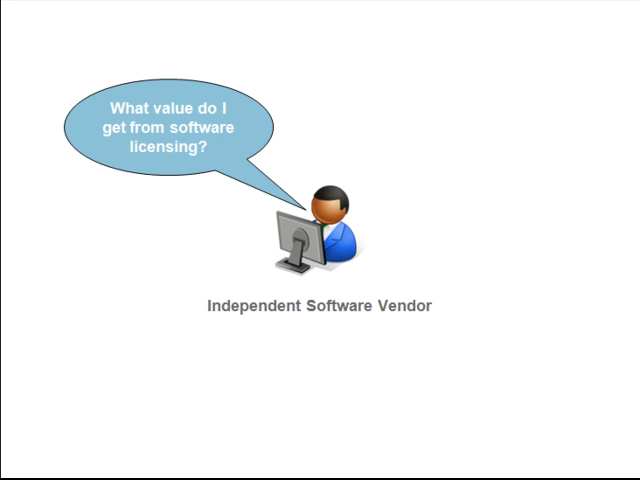 What value do I
get from software
licensing?
Independent Software Vendor